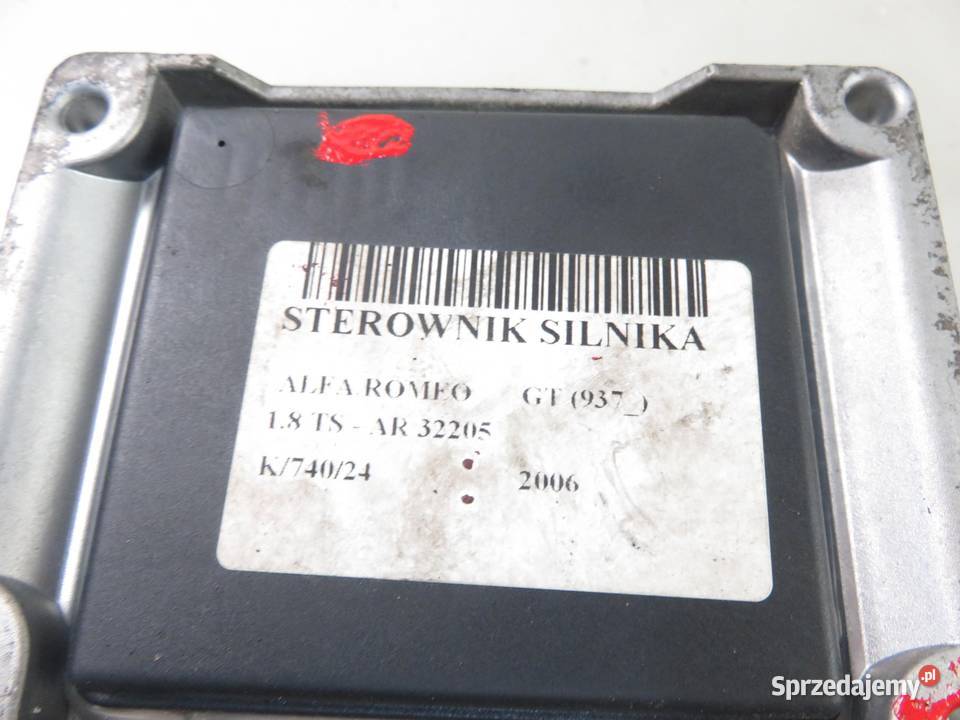 STEROWNIK SILNIKA
ALFA ROMEO GT (937_)
1.8 TS - AR 32205
K/740/24 2006
Sprzedajemy.pl